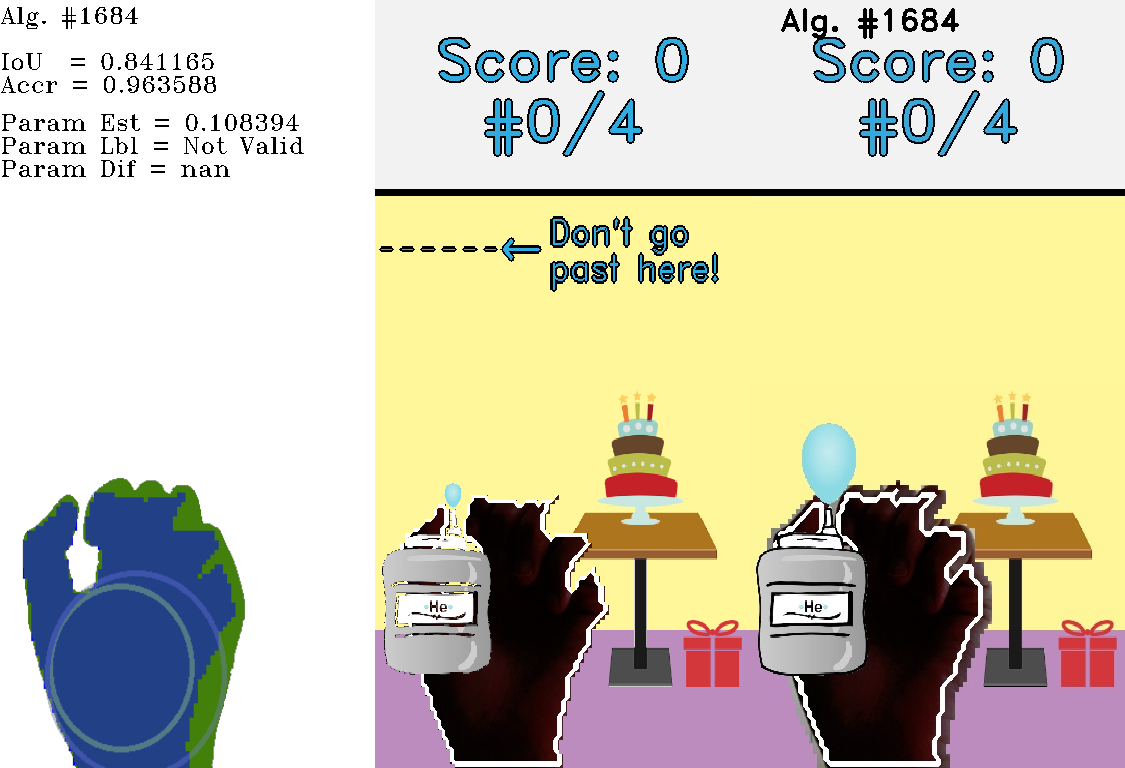 Alg. #1684
IoU = 0.841165
Accr = 0.963588
Param Est = 0.108394
Param Lbl = Not Valid
Param Dif = nan
Score: 0
#0/4
Don't go
past here!
He
Alg. #1684
Score: 0
#0/4
He